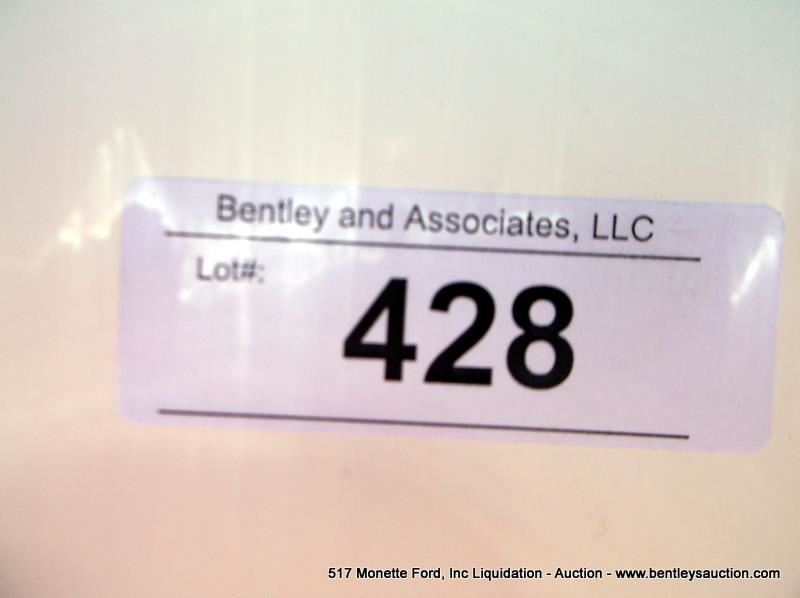 Bentley and Associates, LLC
Lot#:
428
517 Monette Ford, Inc Liquidation - Auction - www.bentleysauction.com